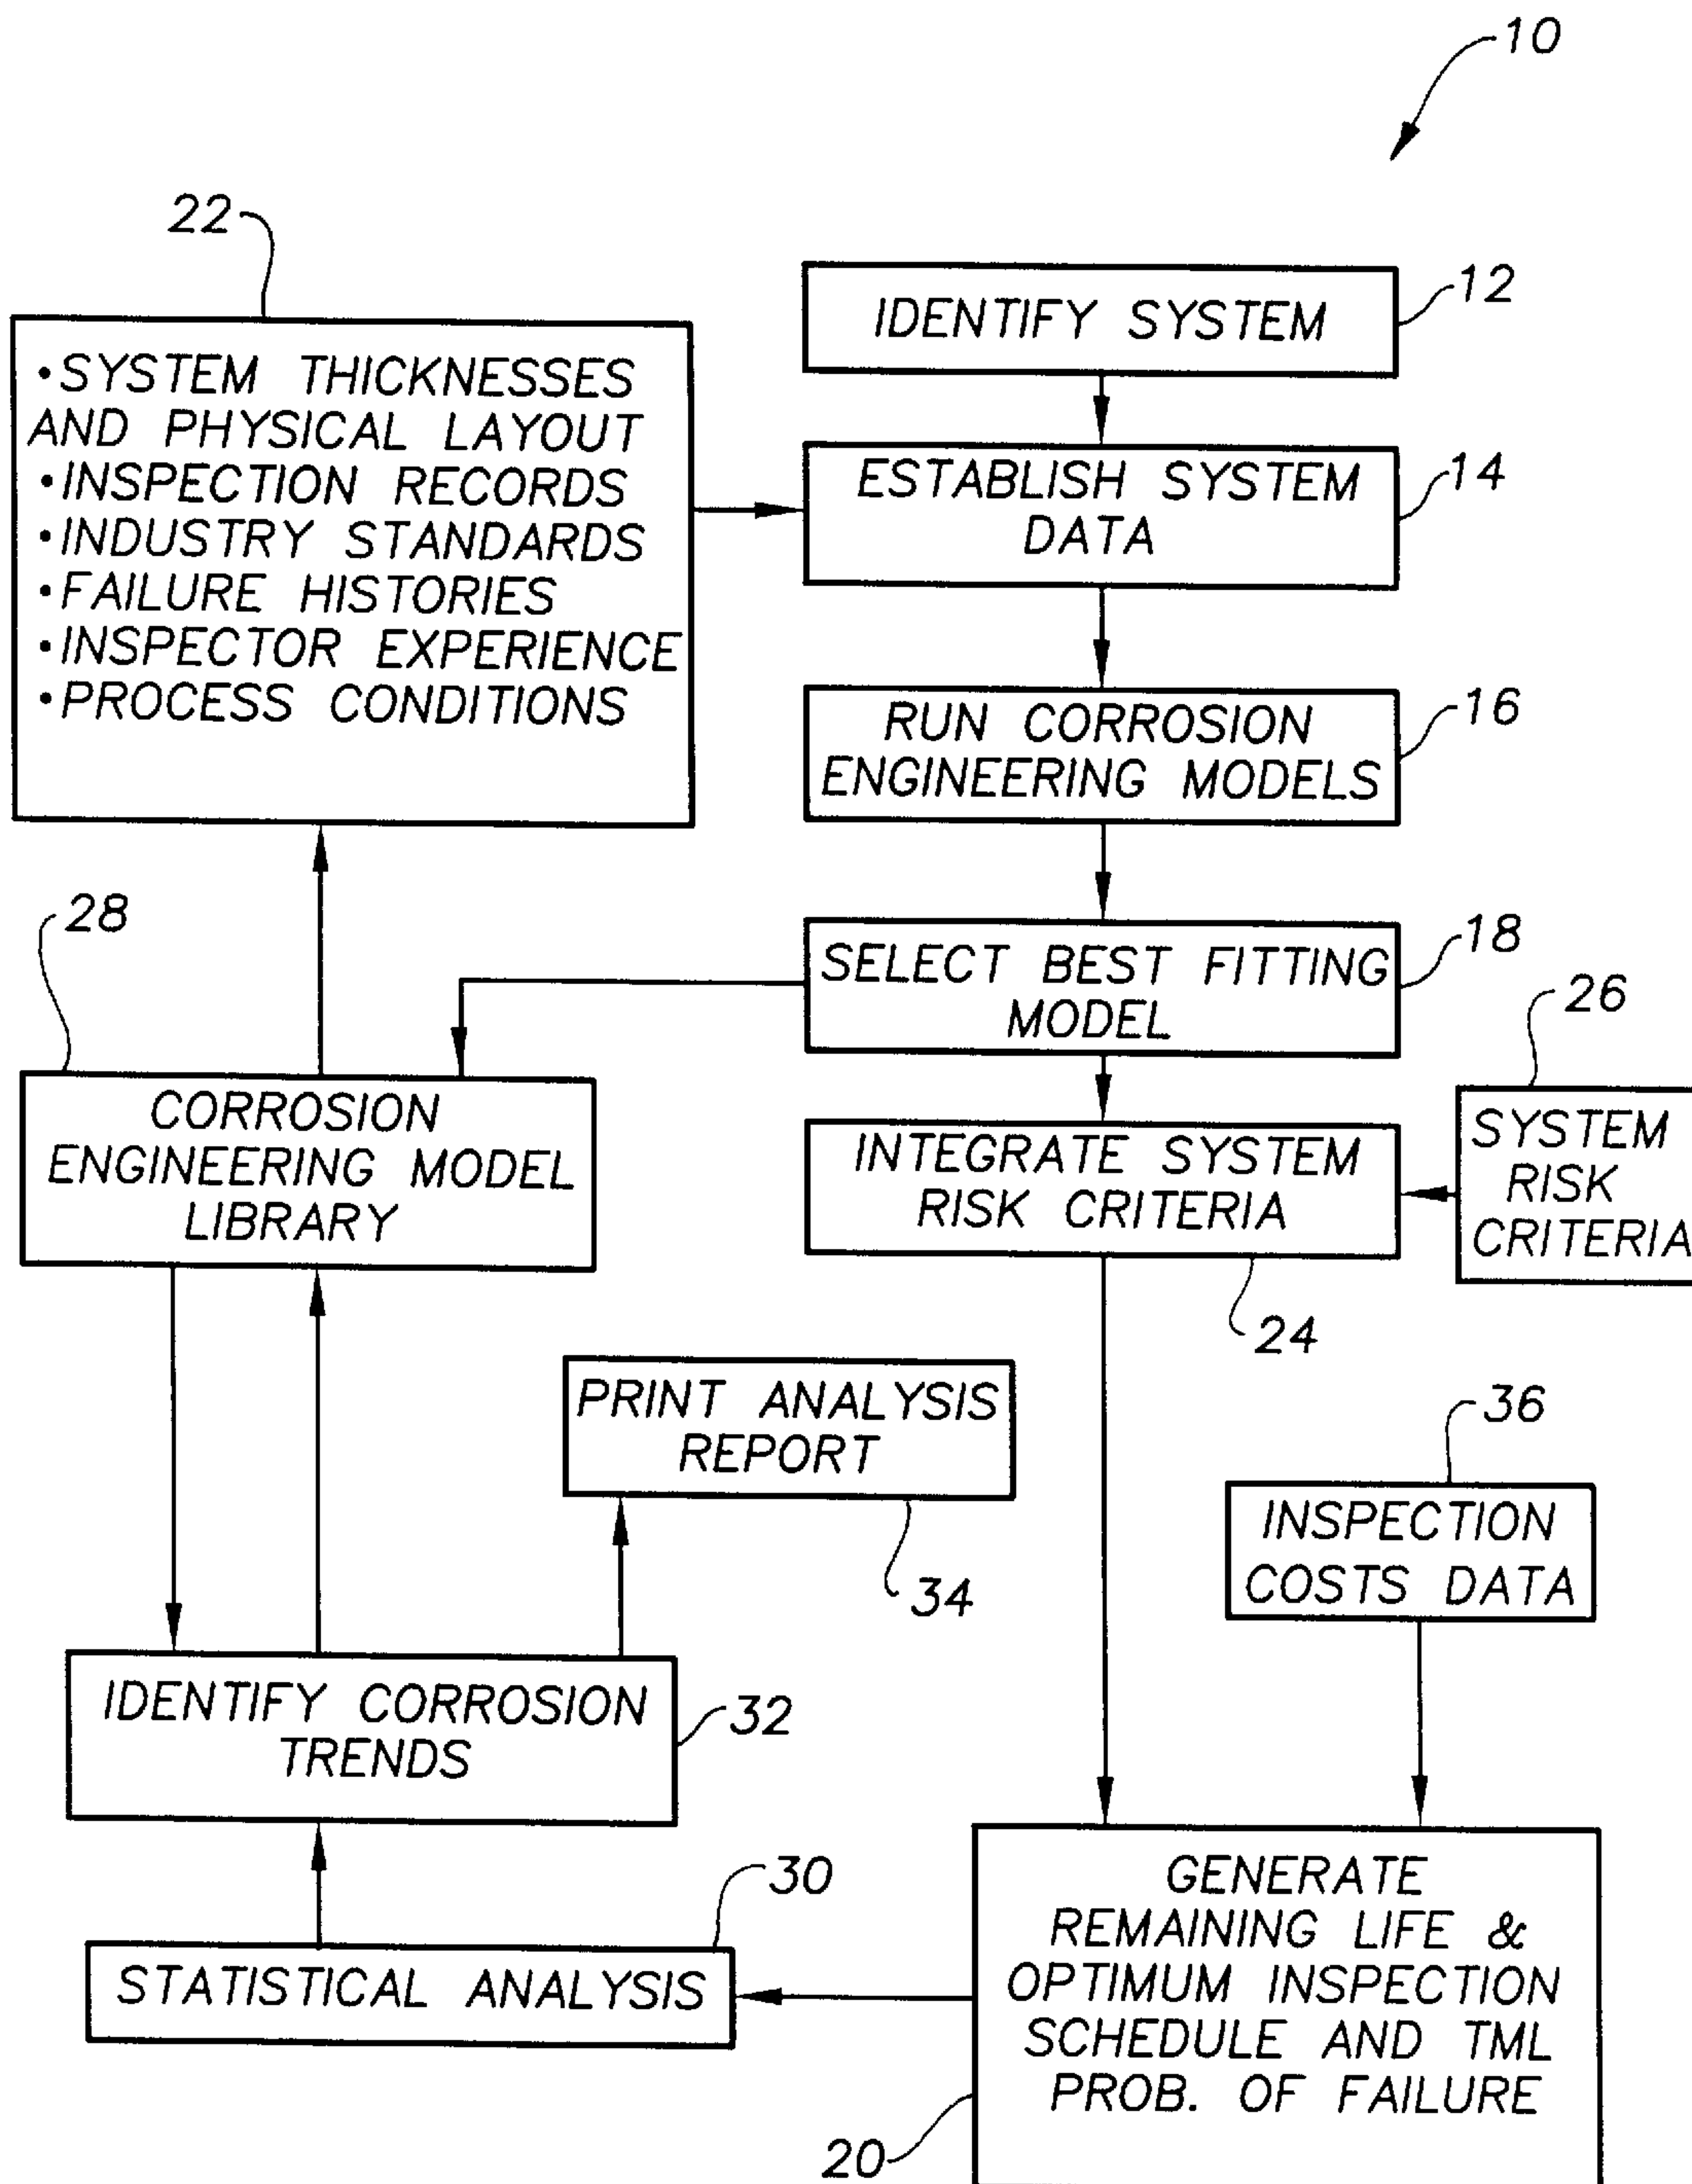 10
22
IDENTIFY SYSTEM
12
•SYSTEM THICKNESSES
AND PHYSICAL LAYOUT
•INSPECTION RECORDS
•INDUSTRY STANDARDS
•FAILURE HISTORIES
•INSPECTOR EXPERIENCE
•PROCESS CONDITIONS
ESTABLISH SYSTEM
DATA
14
RUN CORROSION
ENGINEERING MODELS
16
28
SELECT BEST FITTING
MODEL
18
26
CORROSION
ENGINEERING MODEL
LIBRARY
INTEGRATE SYSTEM
RISK CRITERIA
SYSTEM
RISK
CRITERIA
24
PRINT ANALYSIS
REPORT
34
36
INSPECTION
COSTS DATA
IDENTIFY CORROSION
TRENDS
32
30
STATISTICAL ANALYSIS
GENERATE
REMAINING LIFE &
OPTIMUM INSPECTION
SCHEDULE AND TML
PROB. OF FAILURE
20